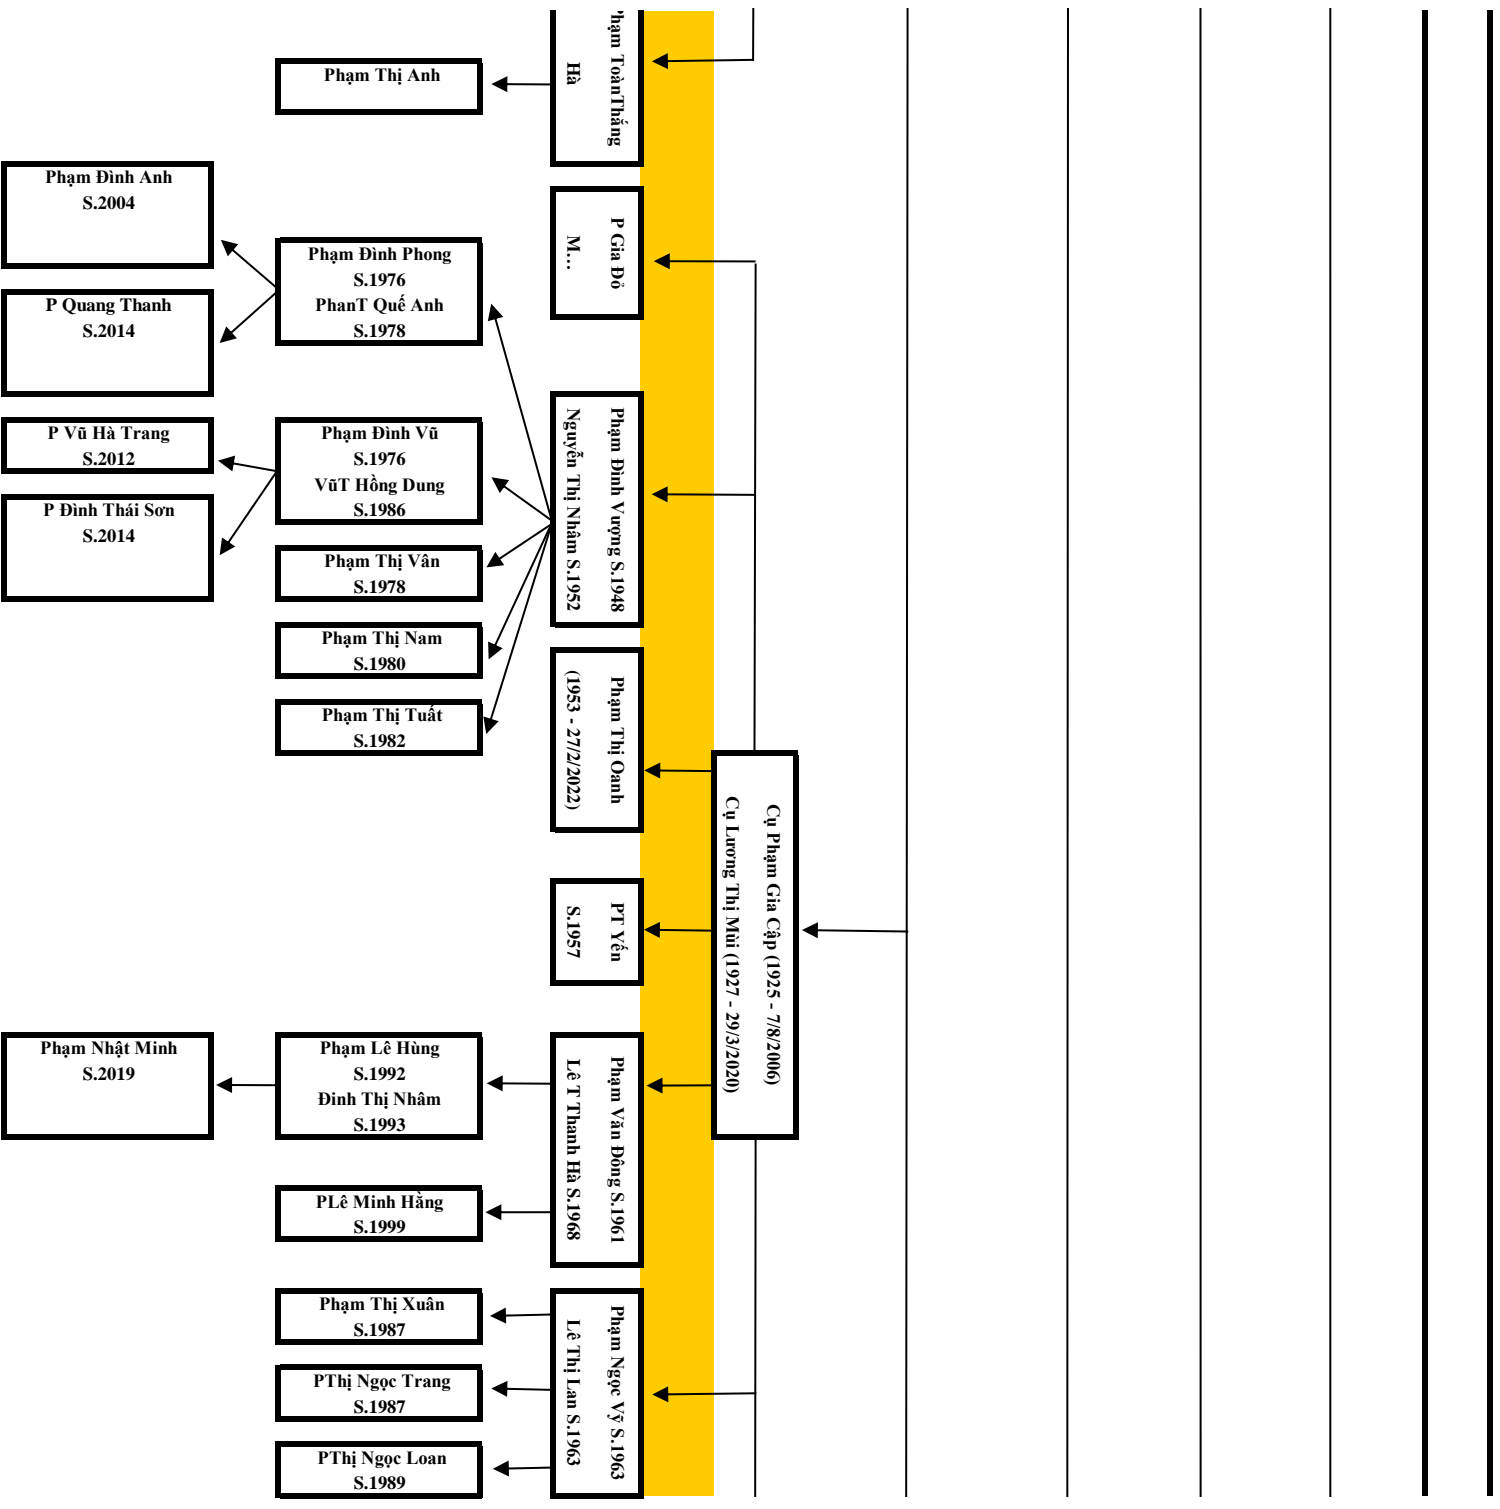 Phạm ToànThắng
Hà
Phạm Thị Anh
Phạm Đình Anh
S.2004
P Gia Đỗ
M...
Phạm Đình Phong
S.1976
PhanT Quế Anh
S.1978
P Quang Thanh
S.2014
Phạm Đình Vượng S.1948
Nguyễn Thị Nhâm S.1952
P Vũ Hà Trang
S.2012
Phạm Đình Vũ
S.1976
VũT Hồng Dung
S.1986
P Đình Thái Sơn
S.2014
Phạm Thị Vân
S.1978
Phạm Thị Nam
S.1980
Phạm Thị Tuất
S.1982
Phạm Thị Oanh
(1953 - 27/2/2022)
Cụ Phạm Gia Cập (1925 - 7/8/2006)
Cụ Lương Thị Mùi (1927 - 29/3/2020)
PT Yến
S.1957
Phạm Nhật Minh
S.2019
Phạm Lê Hùng
S.1992
Đinh Thị Nhâm
S.1993
Phạm Văn Đông S.1961
Lê T Thanh Hà S.1968
PLê Minh Hằng
S.1999
Phạm Thị Xuân
S.1987
Phạm Ngọc Vỹ S.1963
Lê Thị Lan S.1963
PThị Ngọc Trang
S.1987
PThị Ngọc Loan
S.1989